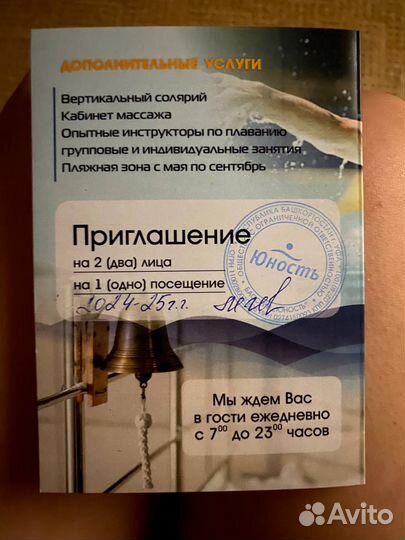 ДОПОЛНИТЕЛЬНЫЕ УСЛУГИ
Вертикальный солярий
Кабинет массажа
Опытные инструкторы по плаванию
групповые и индивидуальные занятия
Пляжная зона с мая по сентябрь
Приглашение
на 2 (два) лица
на 1 (одно) посещение
2024-25г.г.
Юность
Мы ждем Вас
в гости ежедневно
с 7⁰⁰ до 23⁰⁰ часов
Avito